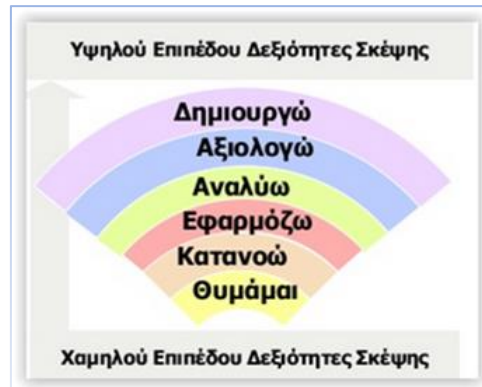 Υψηλού Επιπέδου Δεξιότητες Σκέψης
Δημιουργώ
Αξιολογώ
Αναλύω
Εφαρμόζω
Κατανοώ
Θυμάμαι
Χαμηλού Επιπέδου Δεξιότητες Σκέψης